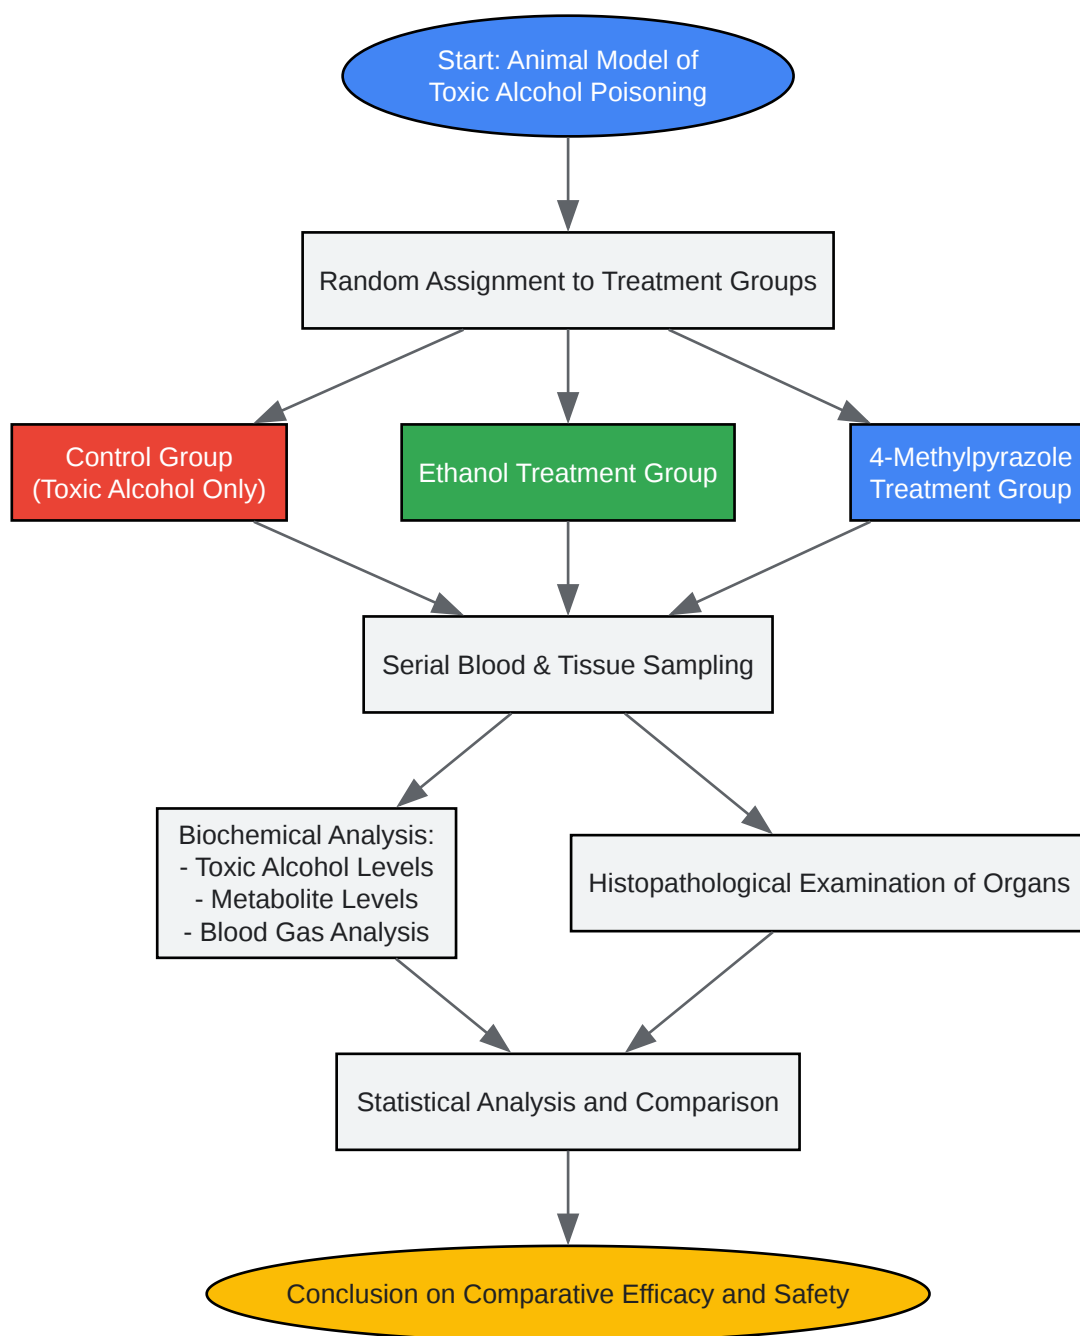 Start: Animal Model of
Toxic Alcohol Poisoning
Random Assignment to Treatment Groups
Control Group
(Toxic Alcohol Only)
Ethanol Treatment Group
4-Methylpyrazole
Treatment Group
Serial Blood & Tissue Sampling
Biochemical Analysis:
- Toxic Alcohol Levels
- Metabolite Levels
- Blood Gas Analysis
Histopathological Examination of Organs
Statistical Analysis and Comparison
Conclusion on Comparative Efficacy and Safety